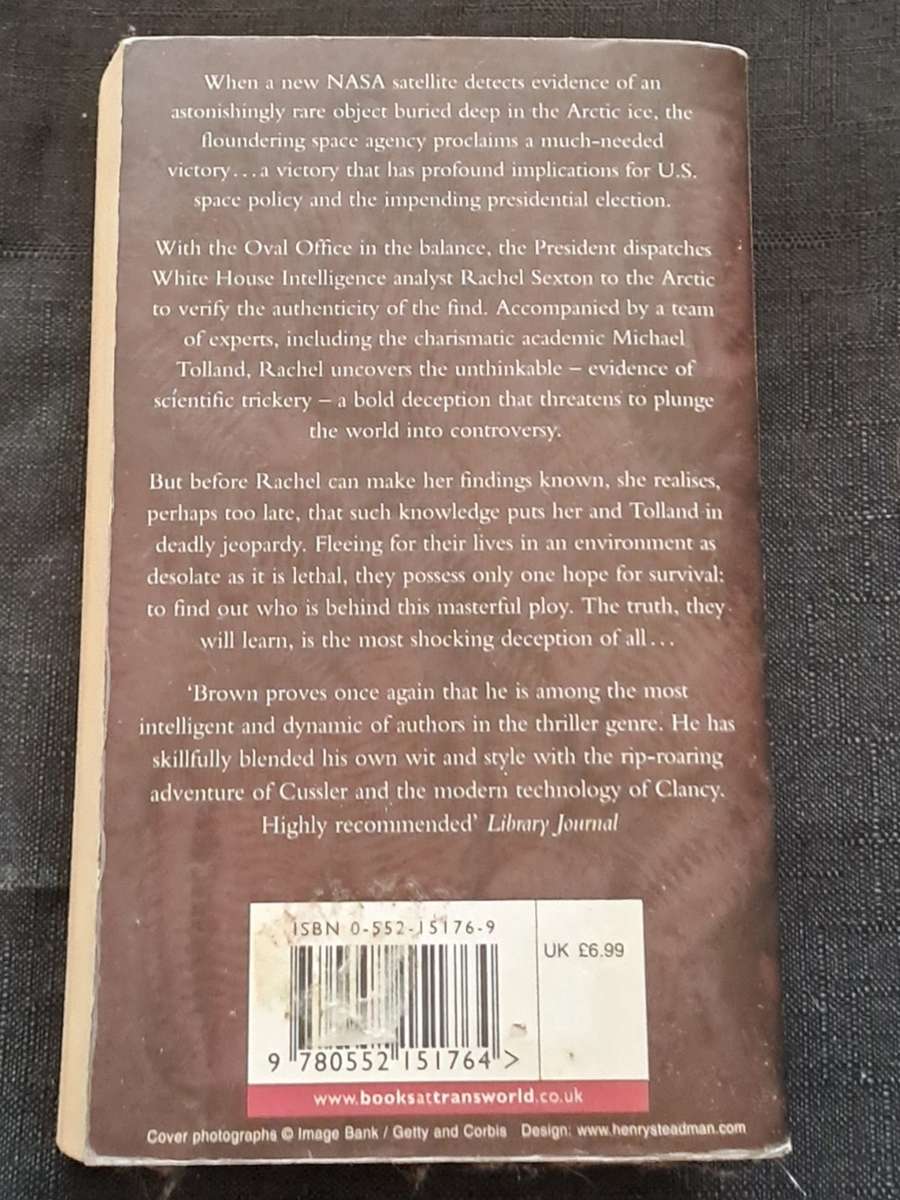 When a new NASA satellite detects evidence of an
astonishingly rare object buried deep in the Arctic ice, the
floundering space agency proclaims a much-needed
victory...a victory that has profound implications for U.S.
space policy and the impending presidential election.
With the Oval Office in the balance, the President dispatches
White House Intelligence analyst Rachel Sexton to the Arctic
to verify the authenticity of the find. Accompanied by a team
of experts, including the charismatic academic Michael
Tolland, Rachel uncovers the unthinkable – evidence of
scientific trickery – a bold deception that threatens to plunge
the world into controversy.
But before Rachel can make her findings known, she realises,
perhaps too late, that such knowledge puts her and Tolland in
deadly jeopardy. Fleeing for their lives in an environment as
desolate as it is lethal, they possess only one hope for survival:
to find out who is behind this masterful ploy. The truth, they
will learn, is the most shocking deception of all...
‘Brown proves once again that he is among the most
intelligent and dynamic of authors in the thriller genre. He has
skillfully blended his own wit and style with the rip-roaring
adventure of Cussler and the modern technology of Clancy.
Highly recommended’ Library Journal
ISBN 0-552-15176-9
UK £6.99
9 780552 151764 >
www.booksattransworld.co.uk
Cover photographs © Image Bank / Getty and Corbis Design: www.henrysteadman.com